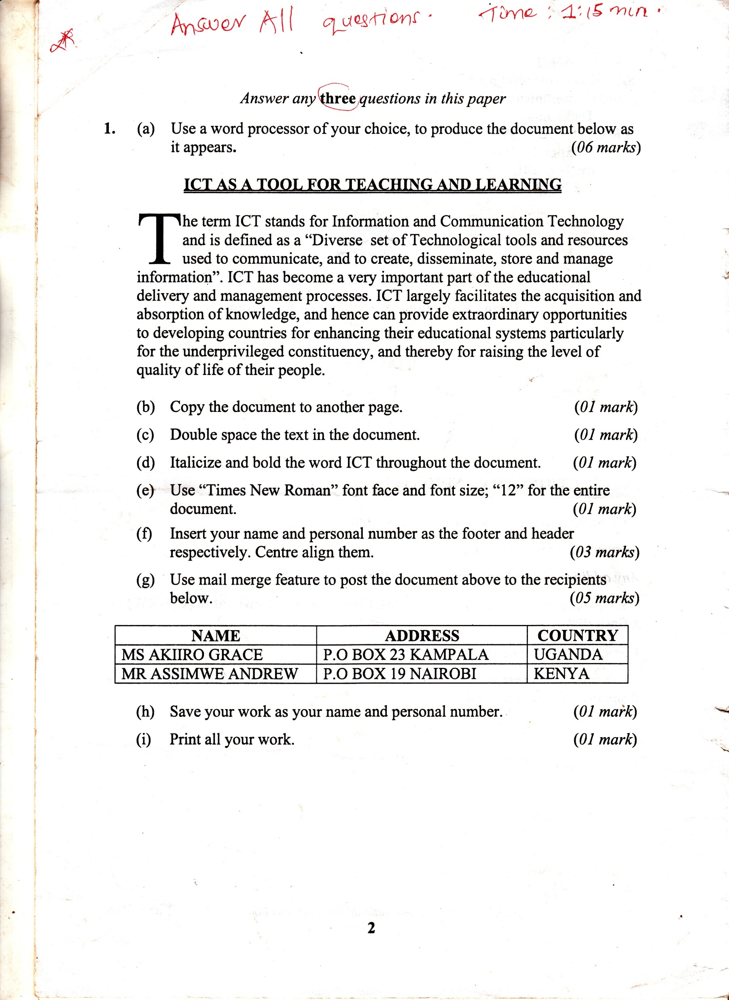 Answer All questions. Time : 1:15 min.
Answer any three questions in this paper
1. (a) Use a word processor of your choice, to produce the document below as
it appears. (06 marks)
ICT AS A TOOL FOR TEACHING AND LEARNING
The term ICT stands for Information and Communication Technology
and is defined as a “Diverse set of Technological tools and resources
used to communicate, and to create, disseminate, store and manage
information”. ICT has become a very important part of the educational
delivery and management processes. ICT largely facilitates the acquisition and
absorption of knowledge, and hence can provide extraordinary opportunities
to developing countries for enhancing their educational systems particularly
for the underprivileged constituency, and thereby for raising the level of
quality of life of their people.
(b) Copy the document to another page. (01 mark)
(c) Double space the text in the document. (01 mark)
(d) Italicize and bold the word ICT throughout the document. (01 mark)
(e) Use “Times New Roman” font face and font size; “12” for the entire
document. (01 mark)
(f) Insert your name and personal number as the footer and header
respectively. Centre align them. (03 marks)
(g) Use mail merge feature to post the document above to the recipients
below. (05 marks)
NAME ADDRESS COUNTRY
MS AKIIRO GRACE P.O BOX 23 KAMPALA UGANDA
MR ASSIMWE ANDREW P.O BOX 19 NAIROBI KENYA
(h) Save your work as your name and personal number. (01 mark)
(i) Print all your work. (01 mark)
2